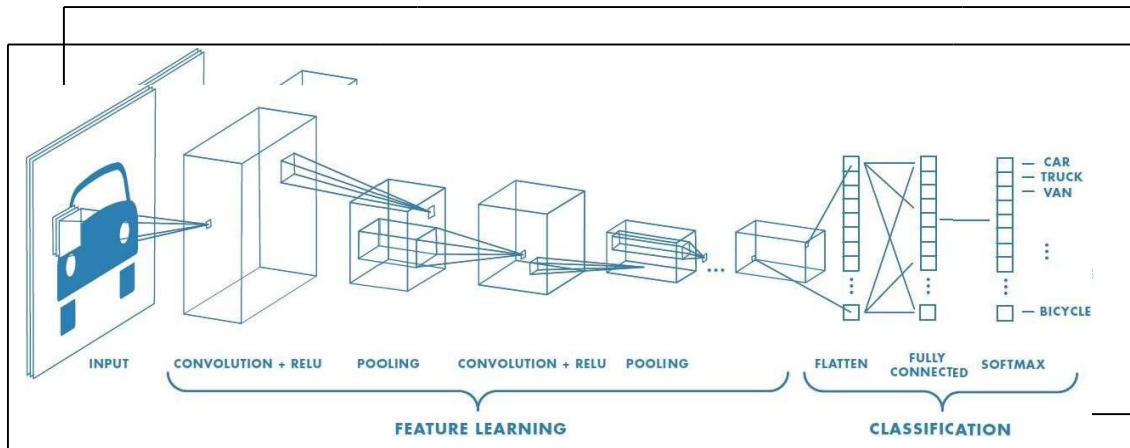 CAR
TRUCK
VAN
BICYCLE
INPUT CONVOLUTION + RELU POOLING CONVOLUTION + RELU POOLING FLATTEN FULLY CONNECTED SOFTMAX
FEATURE LEARNING CLASSIFICATION